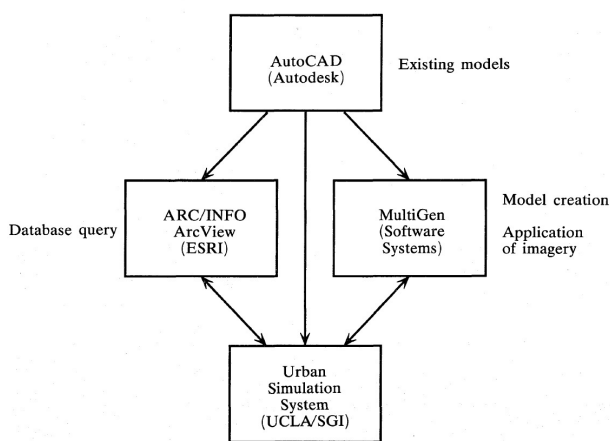 AutoCAD
(Autodesk)
Existing models
Database query
ARC/INFO
ArcView
(ESRI)
MultiGen
(Software
Systems)
Model creation
Application
of imagery
Urban
Simulation
System
(UCLA/SGI)